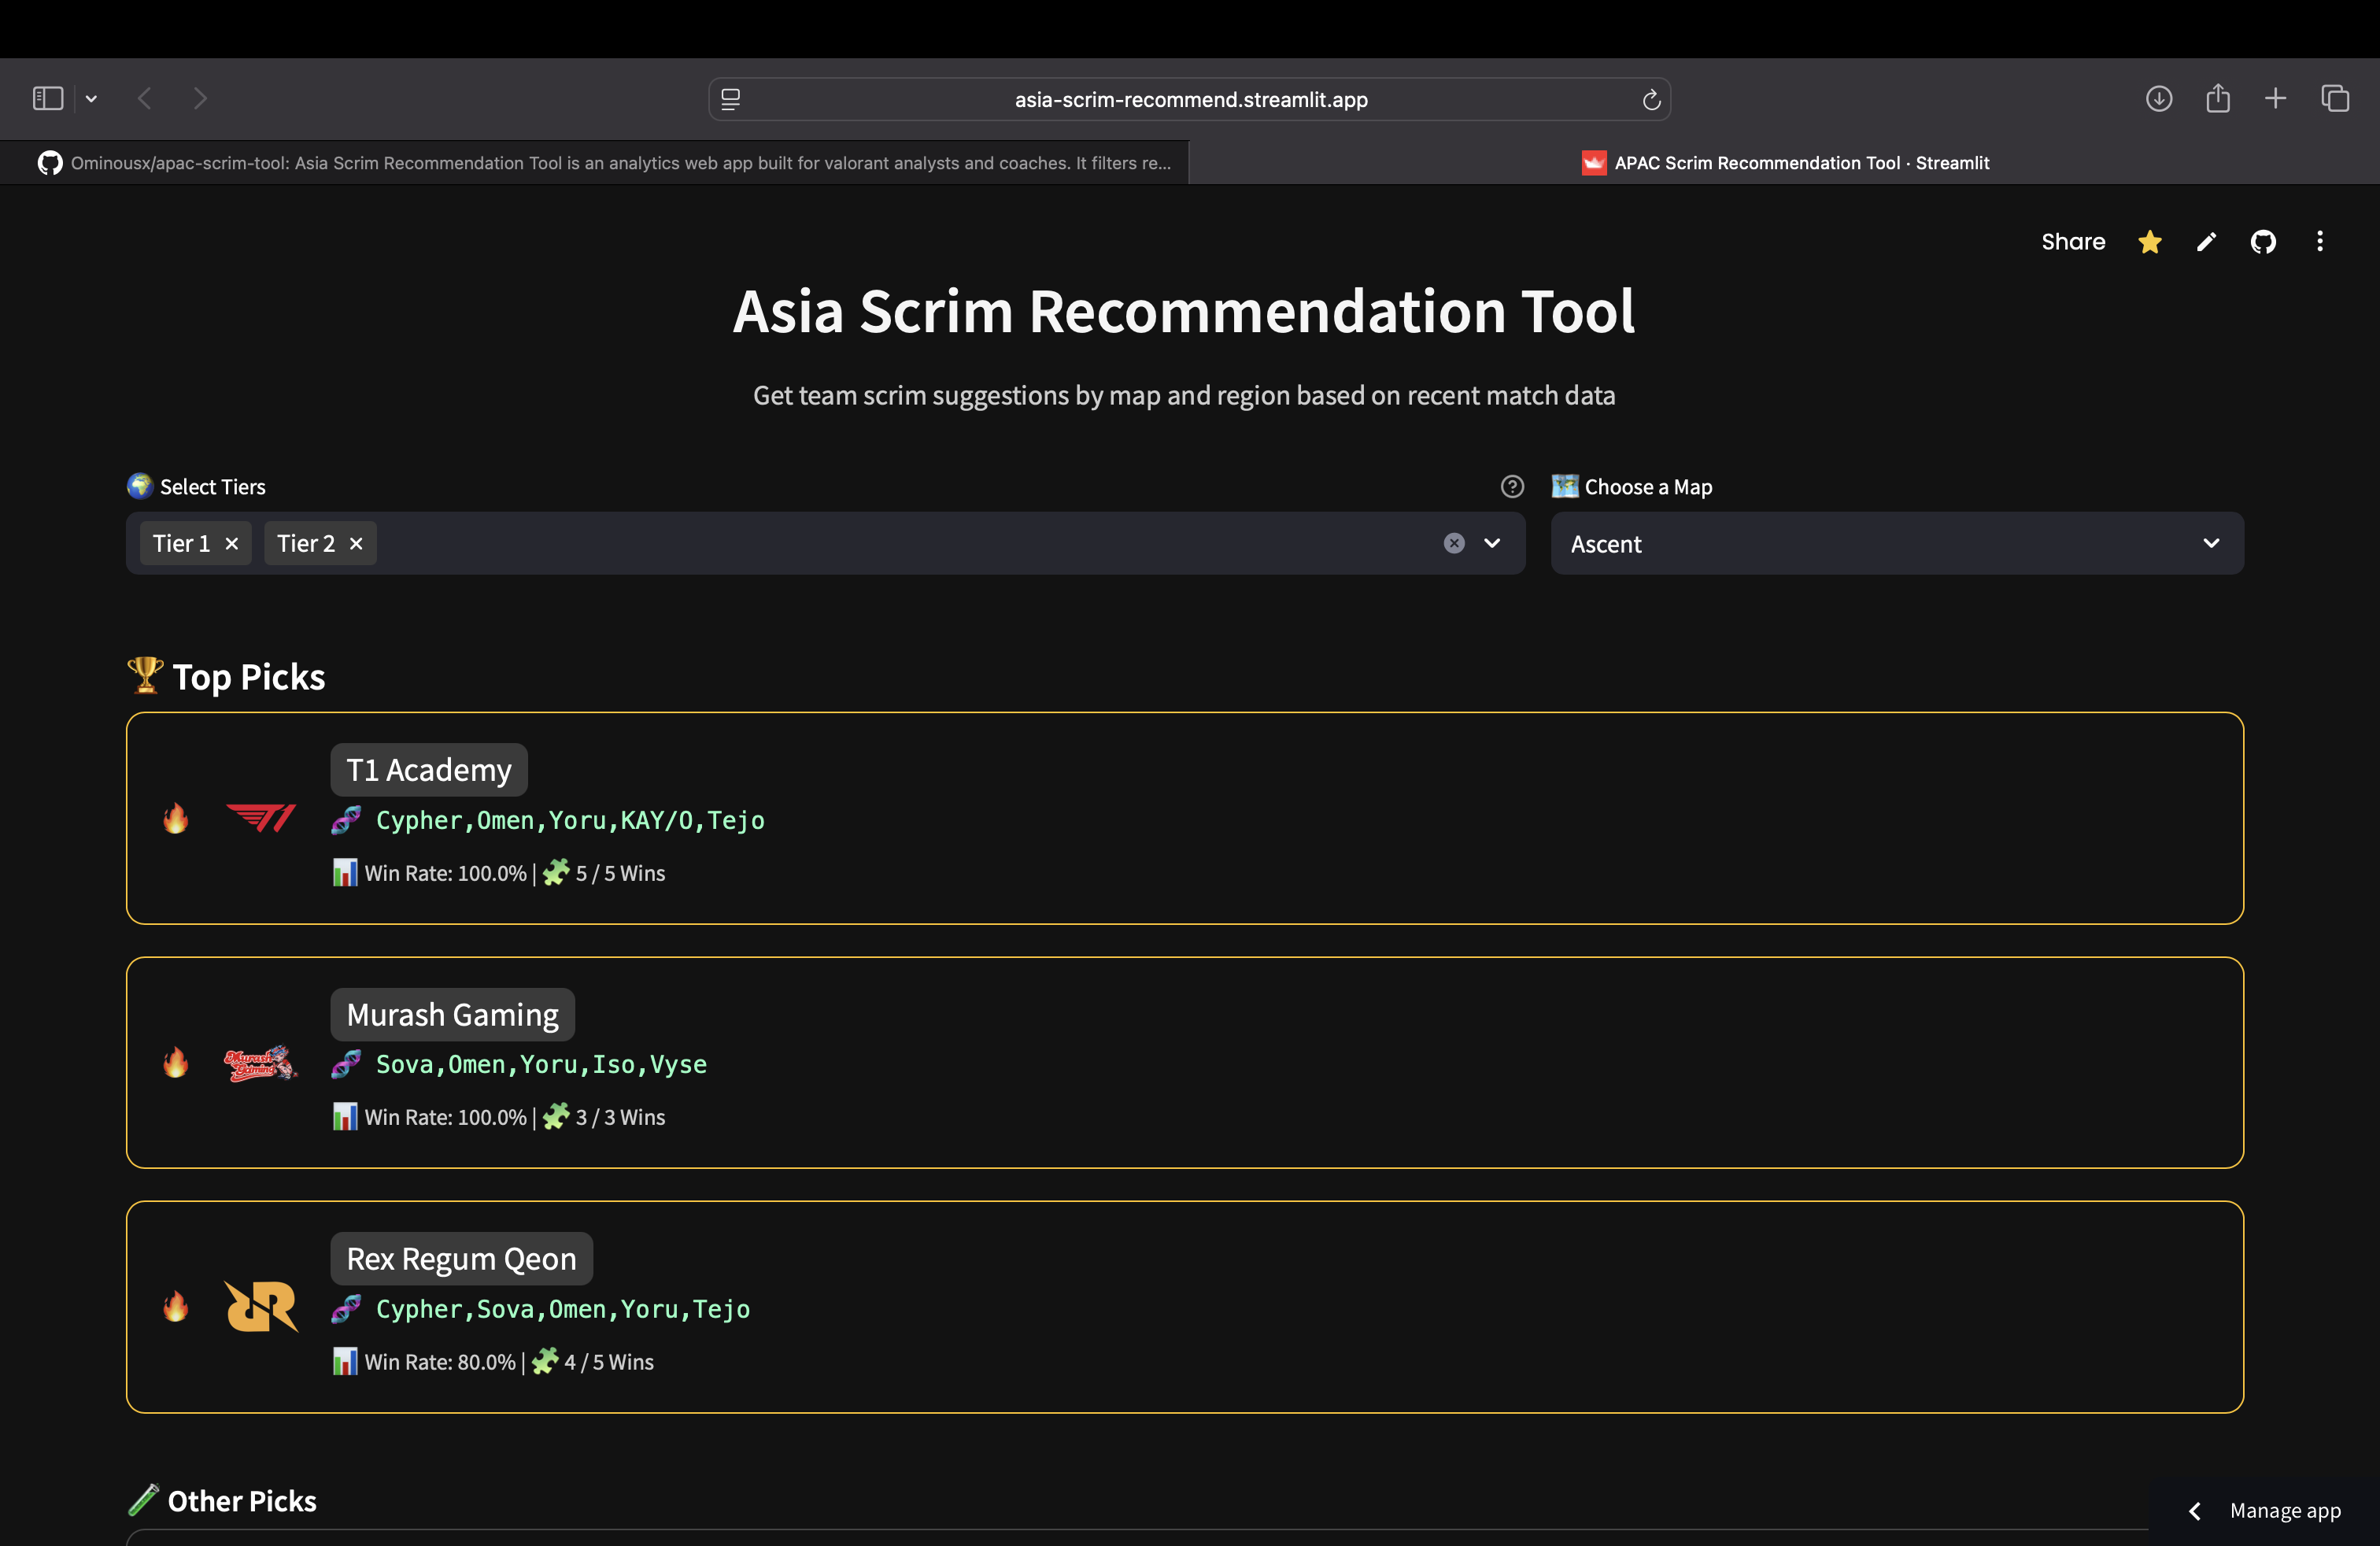 asia-scrim-recommend.streamlit.app
Ominousx/apac-scrim-tool: Asia Scrim Recommendation Tool is an analytics web app built for valorant analysts and coaches. It filters re...
APAC Scrim Recommendation Tool · Streamlit
Share
Asia Scrim Recommendation Tool
Get team scrim suggestions by map and region based on recent match data
Select Tiers
Choose a Map
Tier 1
Tier 2
Ascent
Top Picks
T1 Academy
T1
Cypher,Omen,Yoru,KAY/O,Tejo
Win Rate: 100.0% | 5 / 5 Wins
Murash Gaming
Murash Gaming
Sova,Omen,Yoru,Iso,Vyse
Win Rate: 100.0% | 3 / 3 Wins
Rex Regum Qeon
Cypher,Sova,Omen,Yoru,Tejo
Win Rate: 80.0% | 4 / 5 Wins
Other Picks
Manage app